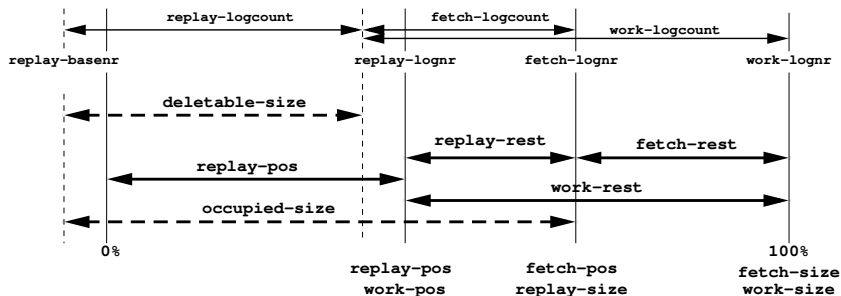 replay-logcount fetch-logcount
work-logcount
replay-basenr replay-lognr fetch-lognr work-lognr
deletable-size
replay-rest fetch-rest
replay-pos
work-rest
occupied-size
0% 100%
replay-pos fetch-pos fetch-size
work-pos replay-size work-size